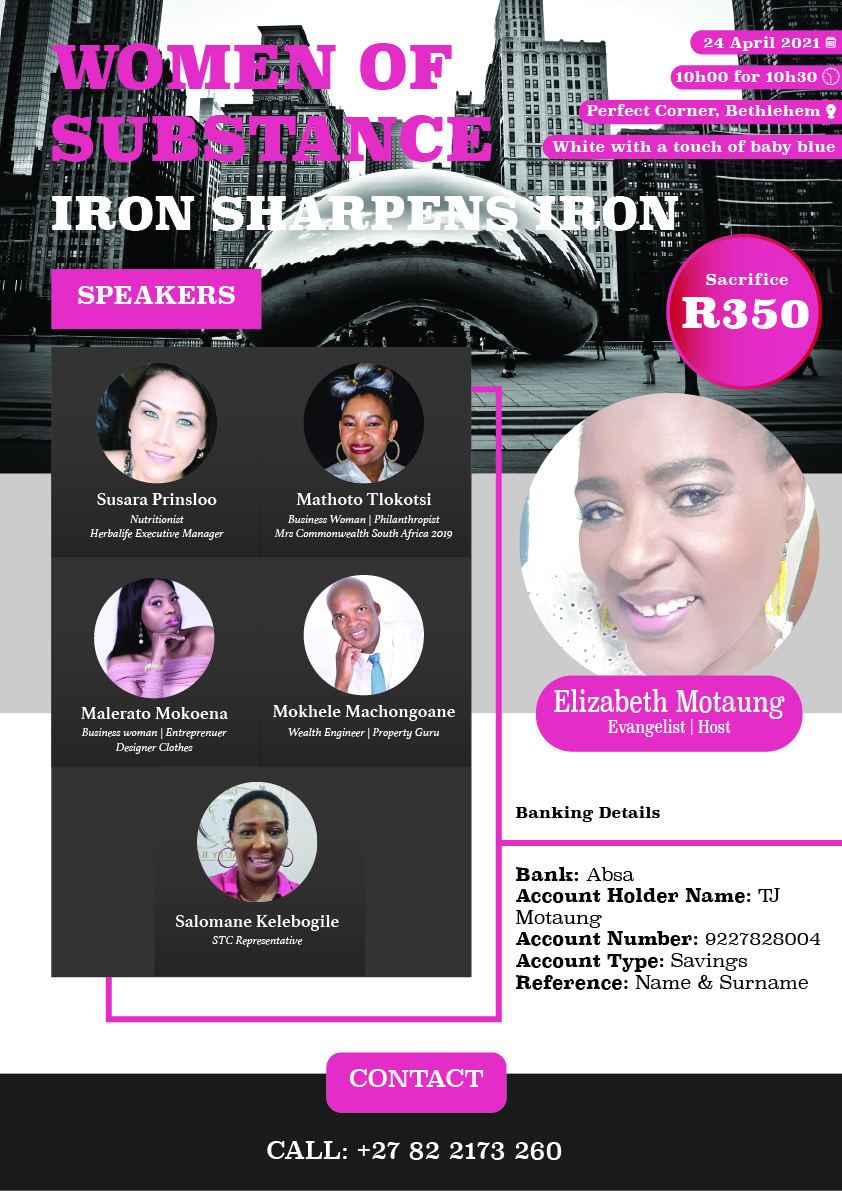 WOMEN OF
SUBSTANCE
IRON SHARPENS IRON
24 April 2021
10h00 for 10h30
Perfect Corner, Bethlehem
White with a touch of baby blue
Sacrifice
R350
SPEAKERS
Susara Prinsloo
Nutritionist
Herbalife Executive Manager
Mathoto Tlokotsi
Business Woman | Philanthropist
Mrs Commonwealth South Africa 2019
Malerato Mokoena
Business woman | Entreprenuer
Designer Clothes
Mokhele Machongoane
Wealth Engineer | Property Guru
Salomane Kelebogile
STC Representative
Elizabeth Motaung
Evangelist | Host
Banking Details
Bank: Absa
Account Holder Name: TJ
Motaung
Account Number: 9227828004
Account Type: Savings
Reference: Name & Surname
CONTACT
CALL: +27 82 2173 260